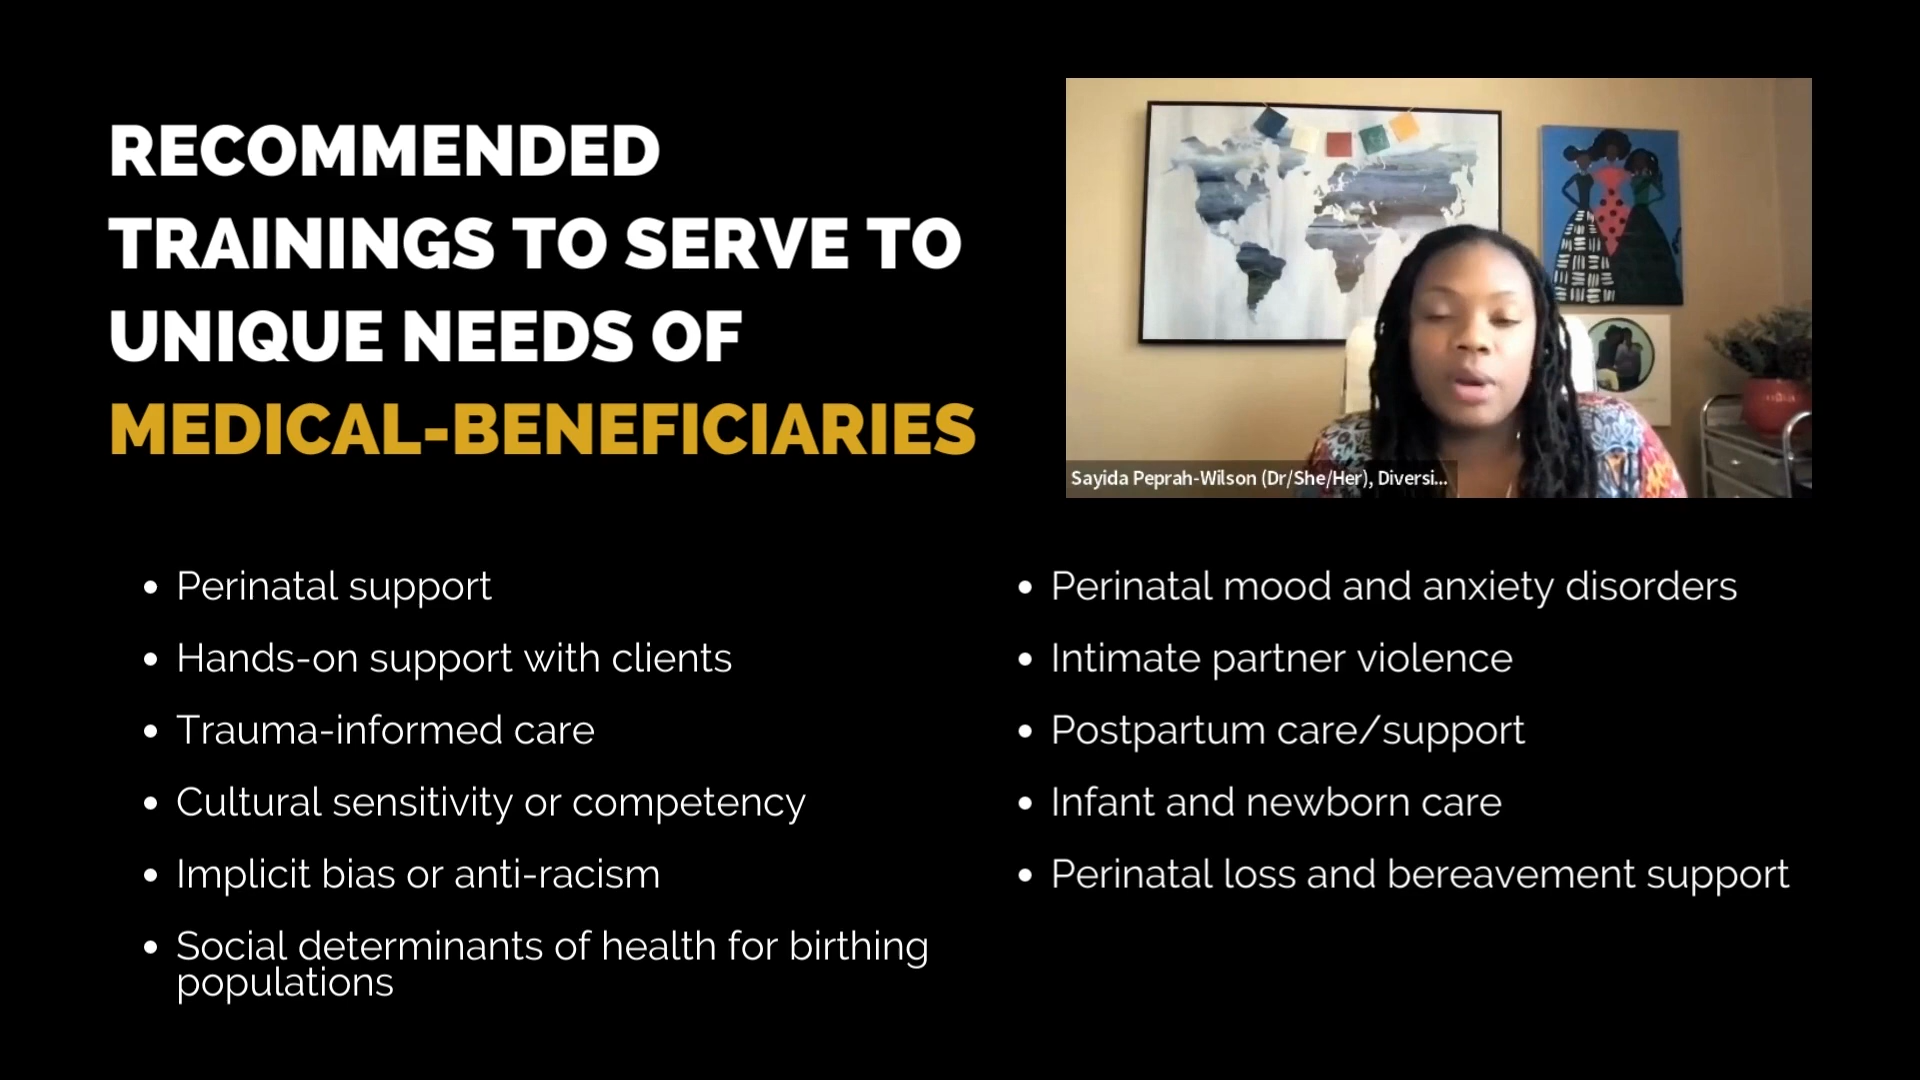 RECOMMENDED
TRAININGS TO SERVE TO
UNIQUE NEEDS OF
MEDICAL-BENEFICIARIES
Sayida Peprah-Wilson (Dr/She/Her), Diversi...
• Perinatal support
• Hands-on support with clients
• Trauma-informed care
• Cultural sensitivity or competency
• Implicit bias or anti-racism
• Social determinants of health for birthing
populations
• Perinatal mood and anxiety disorders
• Intimate partner violence
• Postpartum care/support
• Infant and newborn care
• Perinatal loss and bereavement support